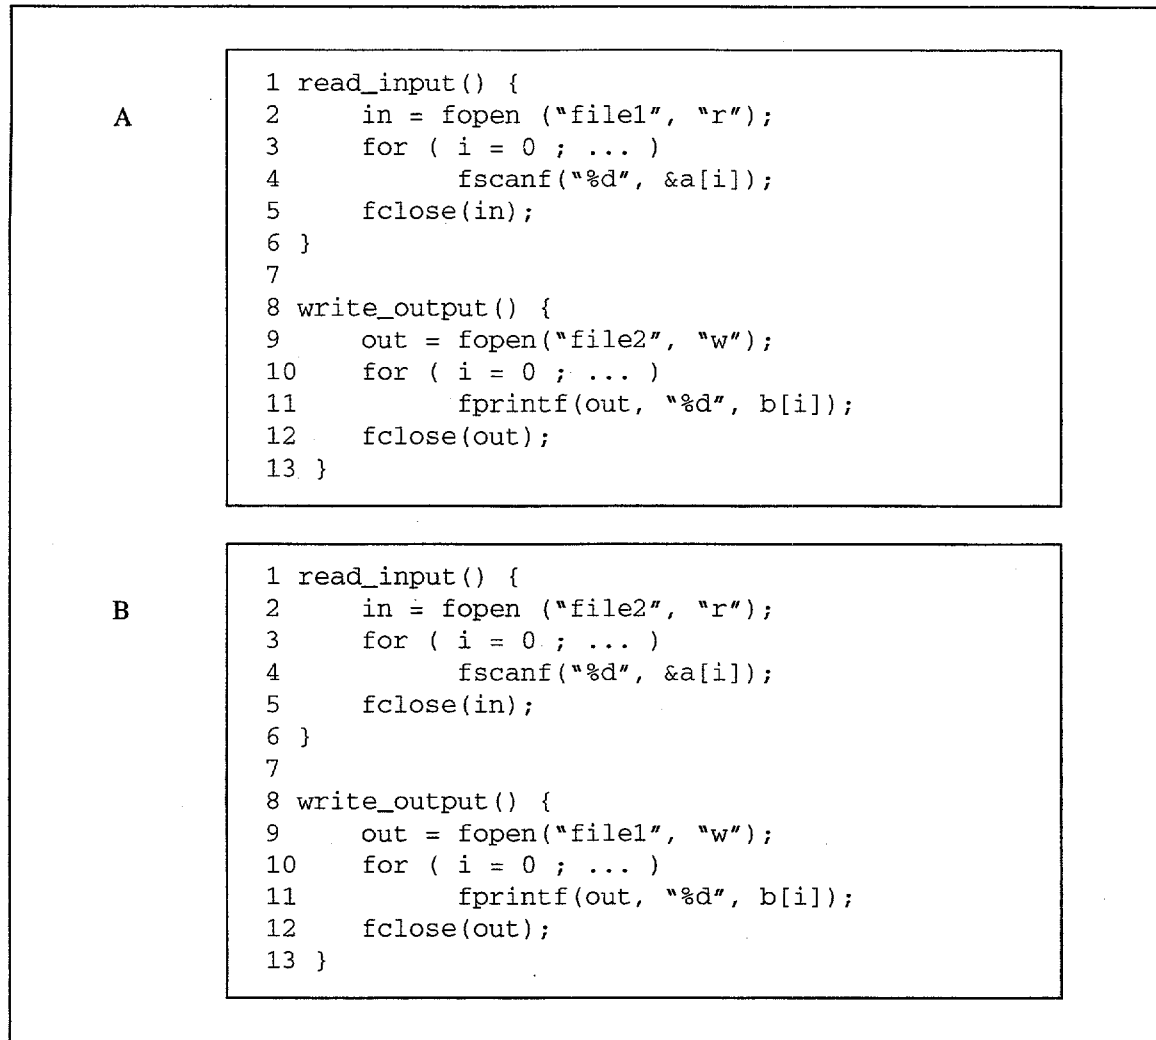 A
1 read_input() {
2 in = fopen ("file1", "r");
3 for ( i = 0 ; ... )
4 fscanf("%d", &a[i]);
5 fclose(in);
6 }
7
8 write_output() {
9 out = fopen("file2", "w");
10 for ( i = 0 ; ... )
11 fprintf(out, "%d", b[i]);
12 fclose(out);
13 }
B
1 read_input() {
2 in = fopen ("file2", "r");
3 for ( i = 0 ; ... )
4 fscanf("%d", &a[i]);
5 fclose(in);
6 }
7
8 write_output() {
9 out = fopen("file1", "w");
10 for ( i = 0 ; ... )
11 fprintf(out, "%d", b[i]);
12 fclose(out);
13 }